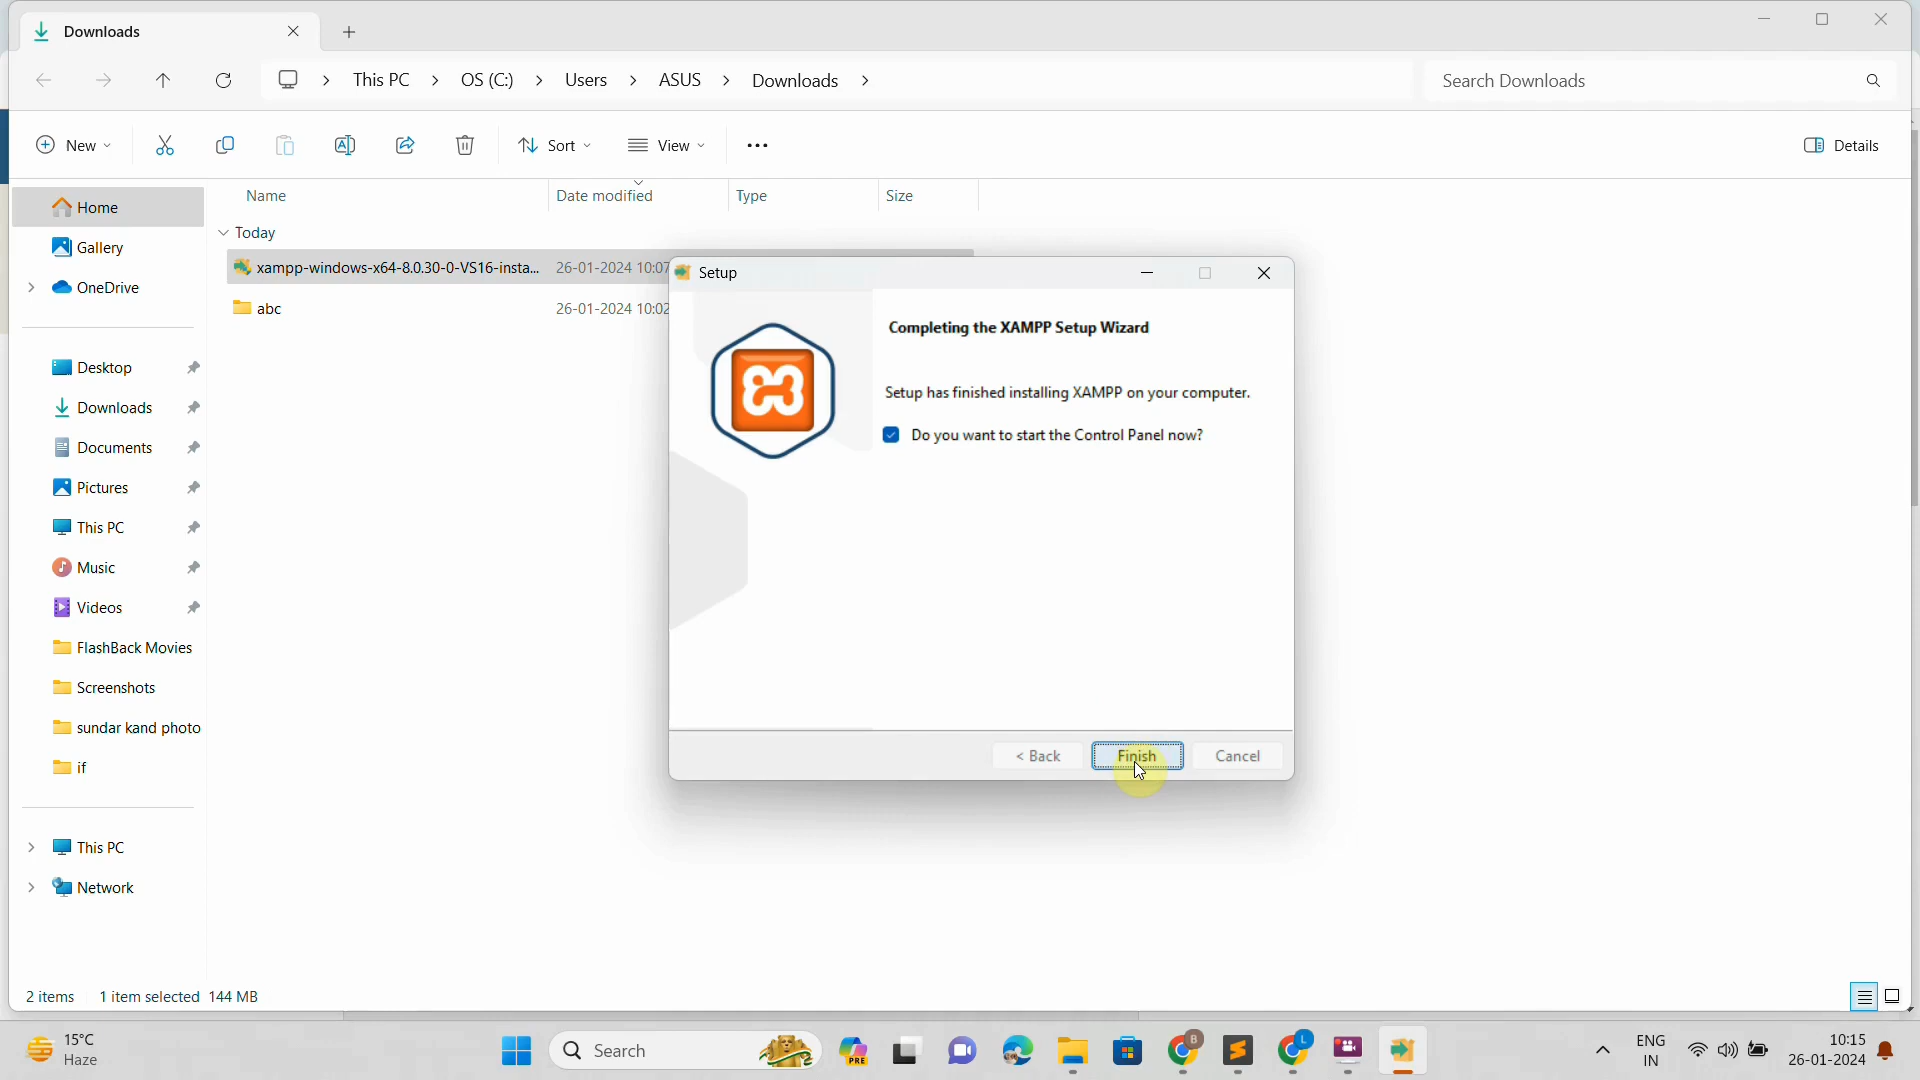 Downloads
This PC
OS (C:)
Users
ASUS
Downloads
Search Downloads
New
Sort
View
Details
Home
Gallery
OneDrive
Desktop
Downloads
Documents
Pictures
This PC
Music
Videos
FlashBack Movies
Screenshots
sundar kand photo
if
This PC
Network
Name
Date modified
Type
Size
Today
xampp-windows-x64-8.0.30-0-VS16-insta...
26-01-2024 10:07
abc
26-01-2024 10:02
Setup
Completing the XAMPP Setup Wizard
Setup has finished installing XAMPP on your computer.
Do you want to start the Control Panel now?
< Back
Finish
Cancel
2 items
1 item selected 144 MB
15°C
Haze
Search
PRE
B
L
ENG
IN
10:15
26-01-2024